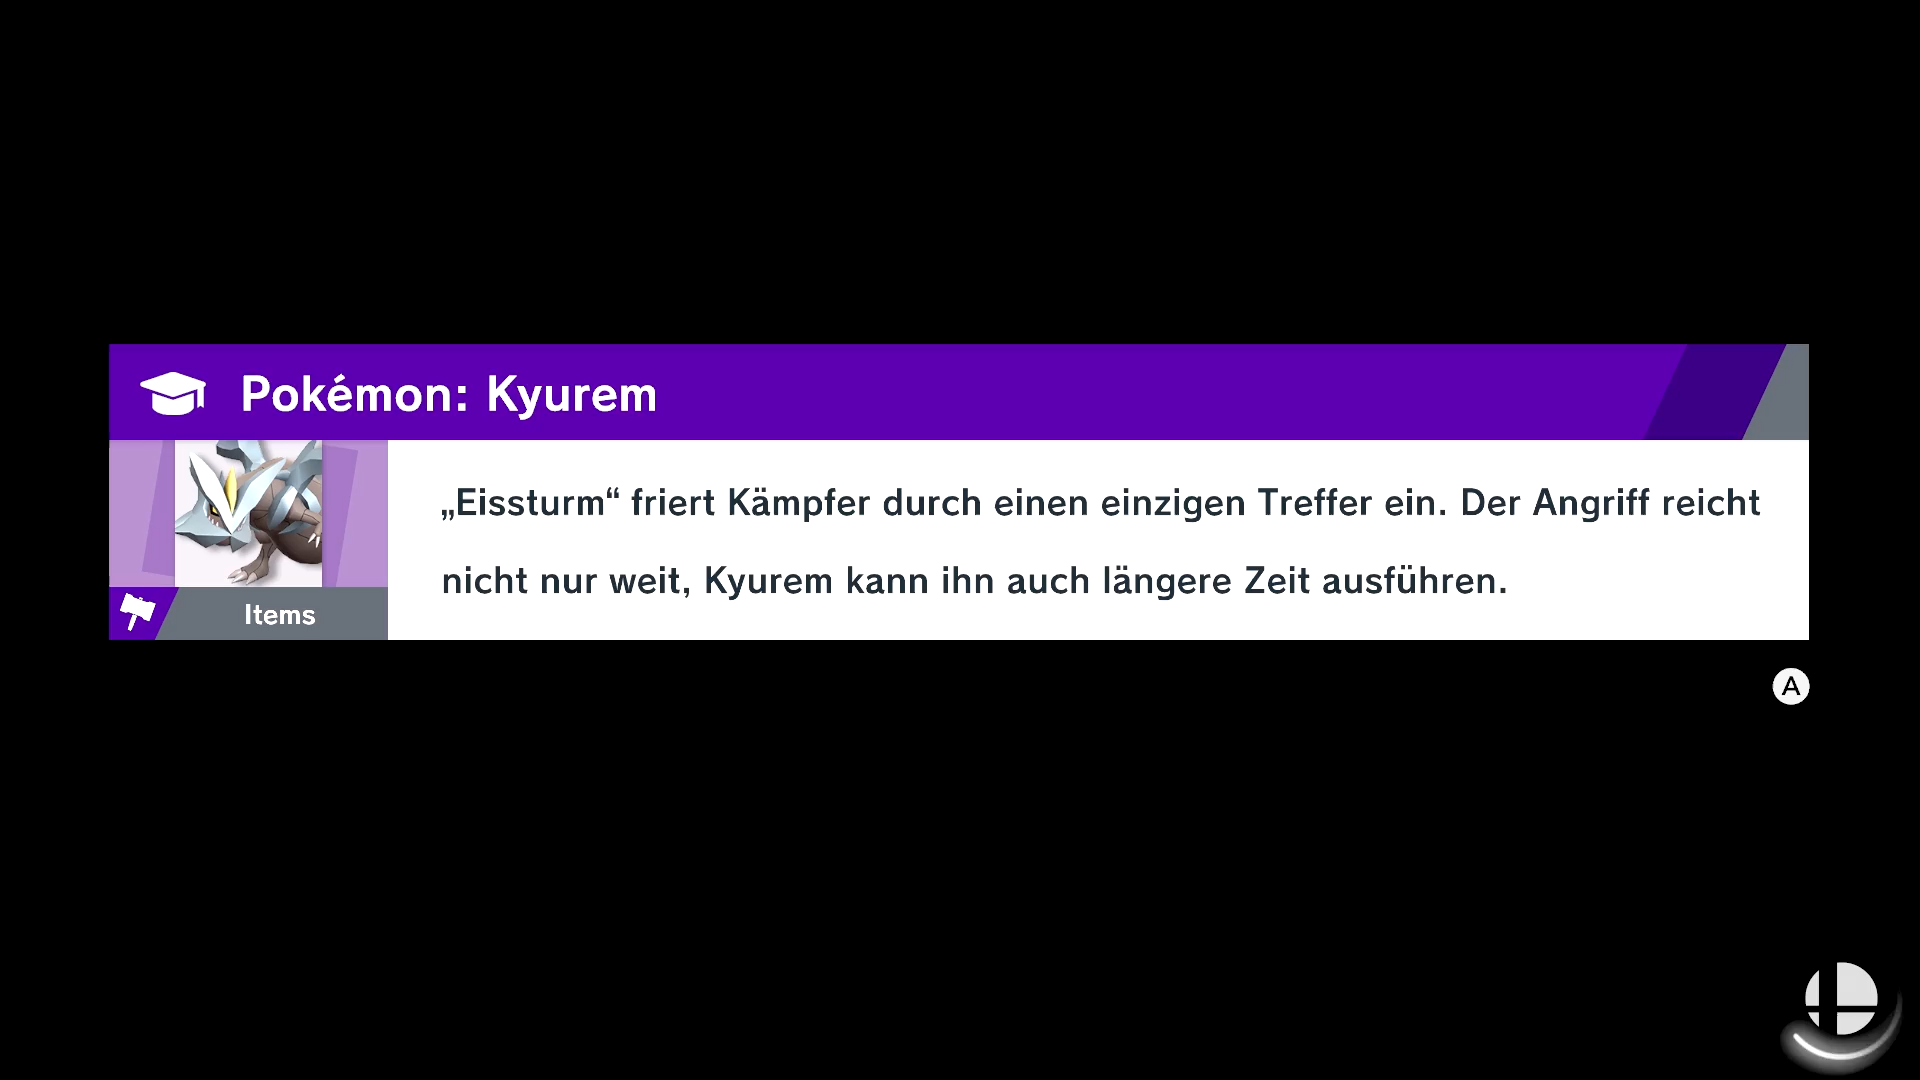 Pokémon: Kyurem
„Eissturm“ friert Kämpfer durch einen einzigen Treffer ein. Der Angriff reicht
nicht nur weit, Kyurem kann ihn auch längere Zeit ausführen.
Items
A